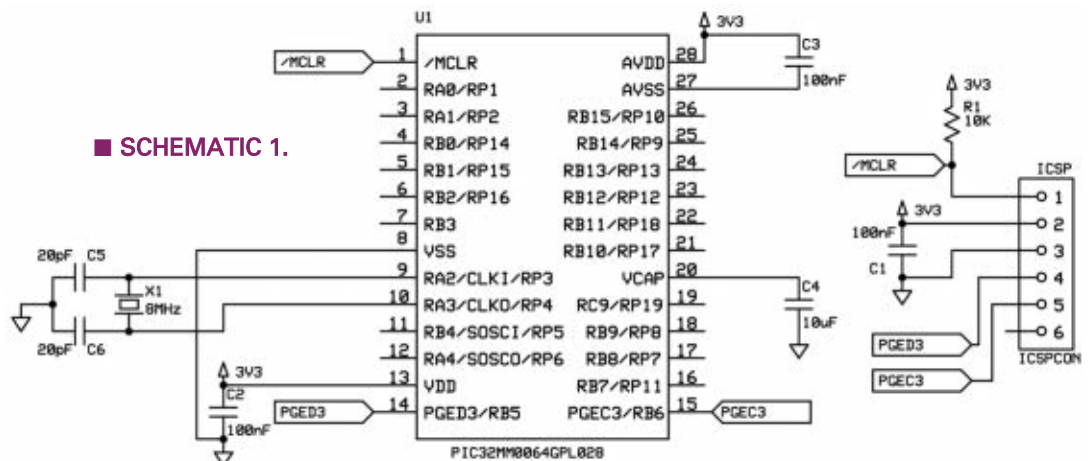 U1
/MCLR
1
/MCLR
2
RA0/RP1
3
RA1/RP2
4
RB0/RP14
5
RB1/RP15
6
RB2/RP16
7
RB3
8
VSS
9
RA2/CLKI/RP3
10
RA3/CLKO/RP4
11
RB4/SOSCI/RP5
12
RA4/SOSCO/RP6
13
VDD
14
PGED3/RB5
PGED3
AVDD
28
AVSS
27
RB15/RP10
26
RB14/RP9
25
RB13/RP13
24
RB12/RP12
23
RB11/RP18
22
RB10/RP17
21
VCAP
20
RC9/RP19
19
RB9/RP8
18
RB8/RP7
17
RB7/RP11
16
PGEC3/RB6
15
PGEC3
PIC32MM0064GPL028
■ SCHEMATIC 1.
20pF C5
X1
8MHz
20pF C6
3V3
C2
100nF
3V3
C3
100nF
C4
10uF
3V3
R1
10K
/MCLR
3V3
100nF
C1
PGED3
PGEC3
ICSP
1
2
3
4
5
6
ICSPCON